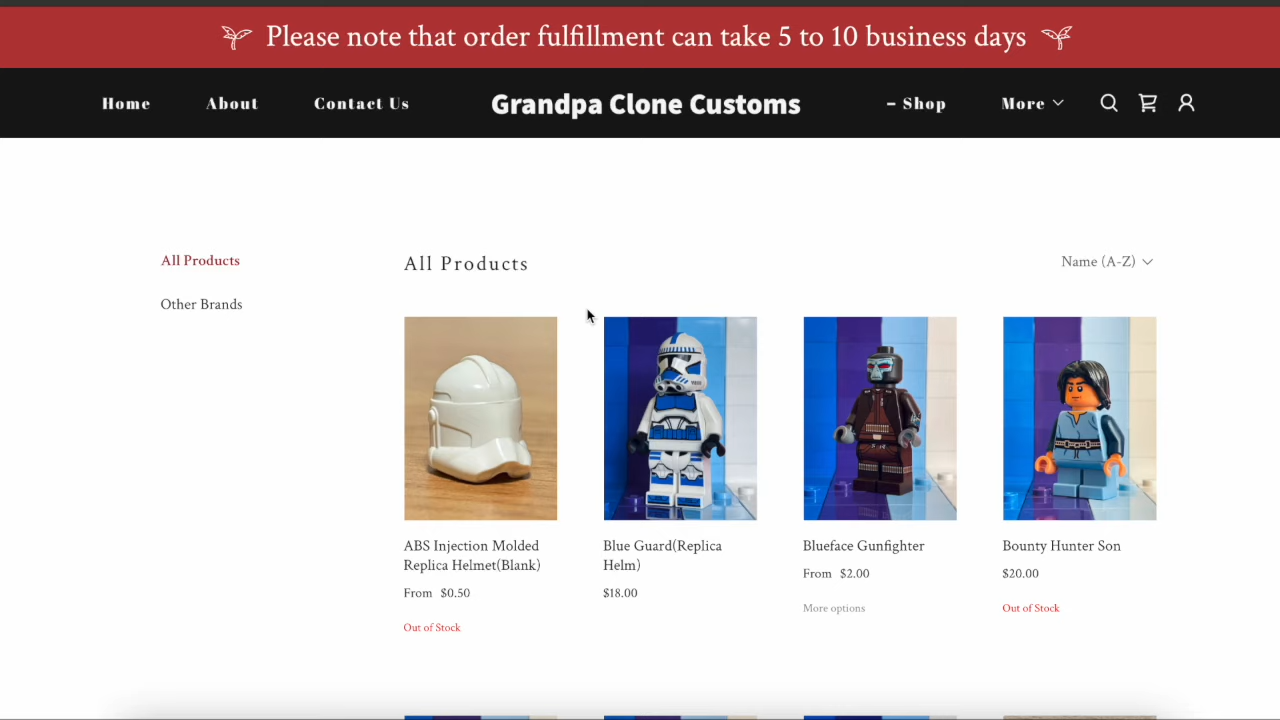 Please note that order fulfillment can take 5 to 10 business days
Home About Contact Us Grandpa Clone Customs – Shop More
All Products
Other Brands
All Products
Name (A-Z)
ABS Injection Molded
Replica Helmet(Blank)
From $0.50
Out of Stock
Blue Guard(Replica
Helm)
$18.00
Blueface Gunfighter
From $2.00
More options
Bounty Hunter Son
$20.00
Out of Stock